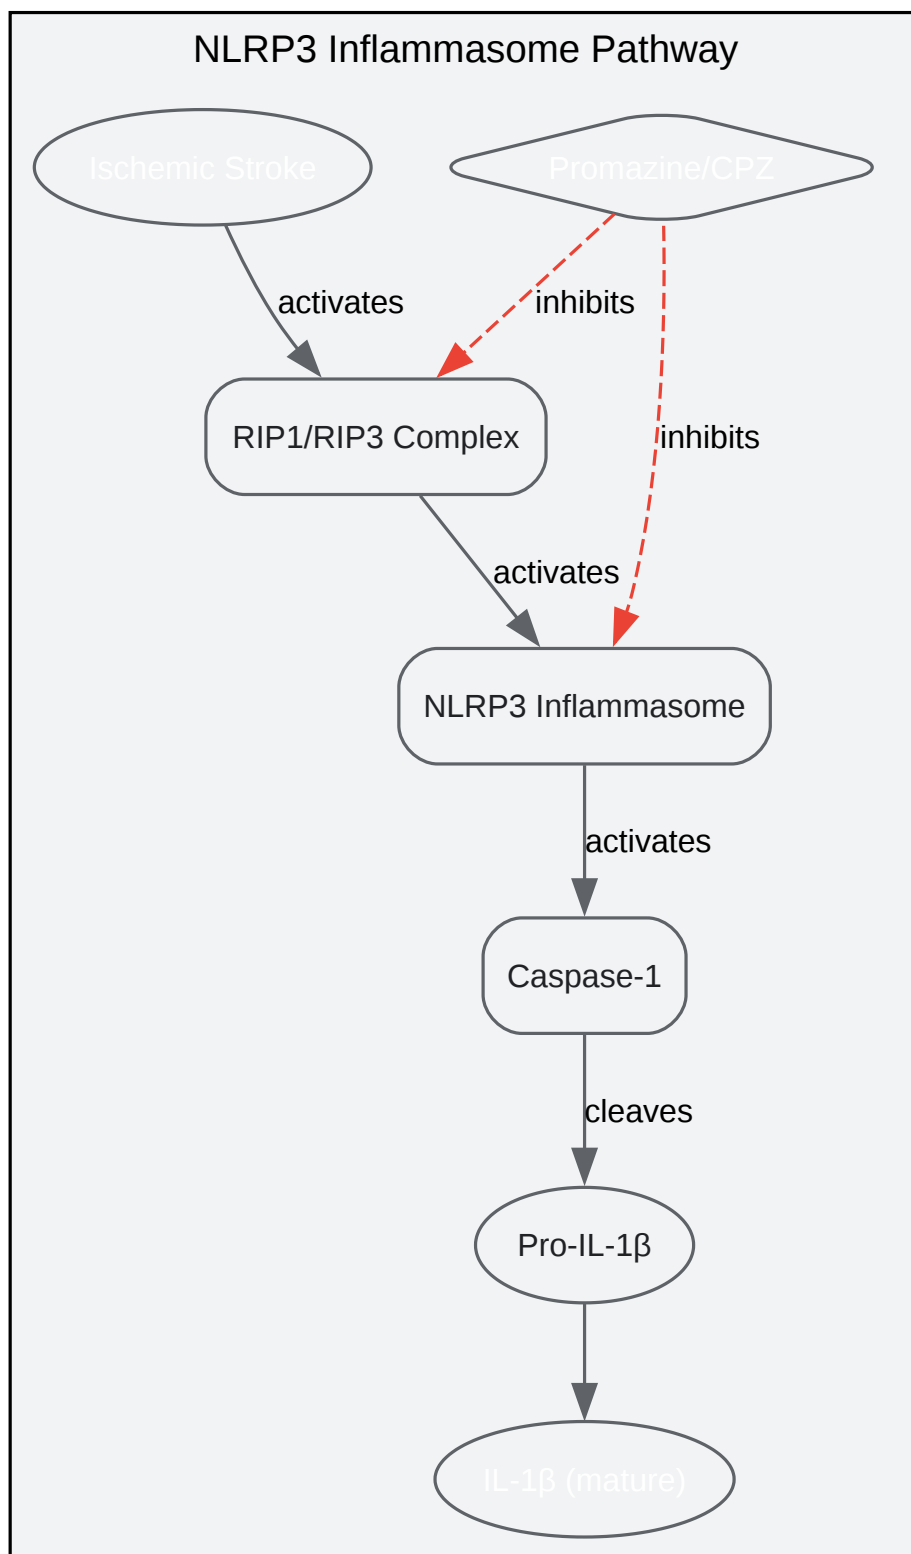 NLRP3 Inflammasome Pathway
Ischemic Stroke
Promazine/CPZ
activates
inhibits
RIP1/RIP3 Complex
inhibits
activates
NLRP3 Inflammasome
activates
Caspase-1
cleaves
Pro-IL-1β
IL-1β (mature)